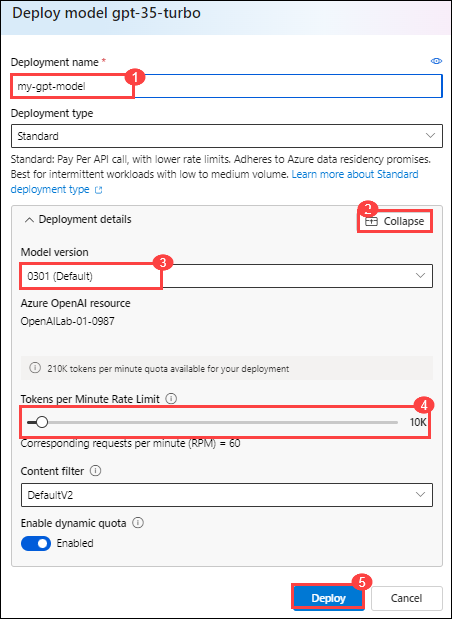 Deploy model gpt-35-turbo
Deployment name *
1
my-gpt-model
Deployment type
Standard
Standard: Pay Per API call, with lower rate limits. Adheres to Azure data residency promises.
Best for intermittent workloads with low to medium volume. Learn more about Standard
deployment type
2
Deployment details
Collapse
Model version
3
0301 (Default)
Azure OpenAI resource
OpenAILab-01-0987
210K tokens per minute quota available for your deployment
Tokens per Minute Rate Limit
4
10K
Corresponding requests per minute (RPM) = 60
Content filter
DefaultV2
Enable dynamic quota
Enabled
5
Deploy
Cancel